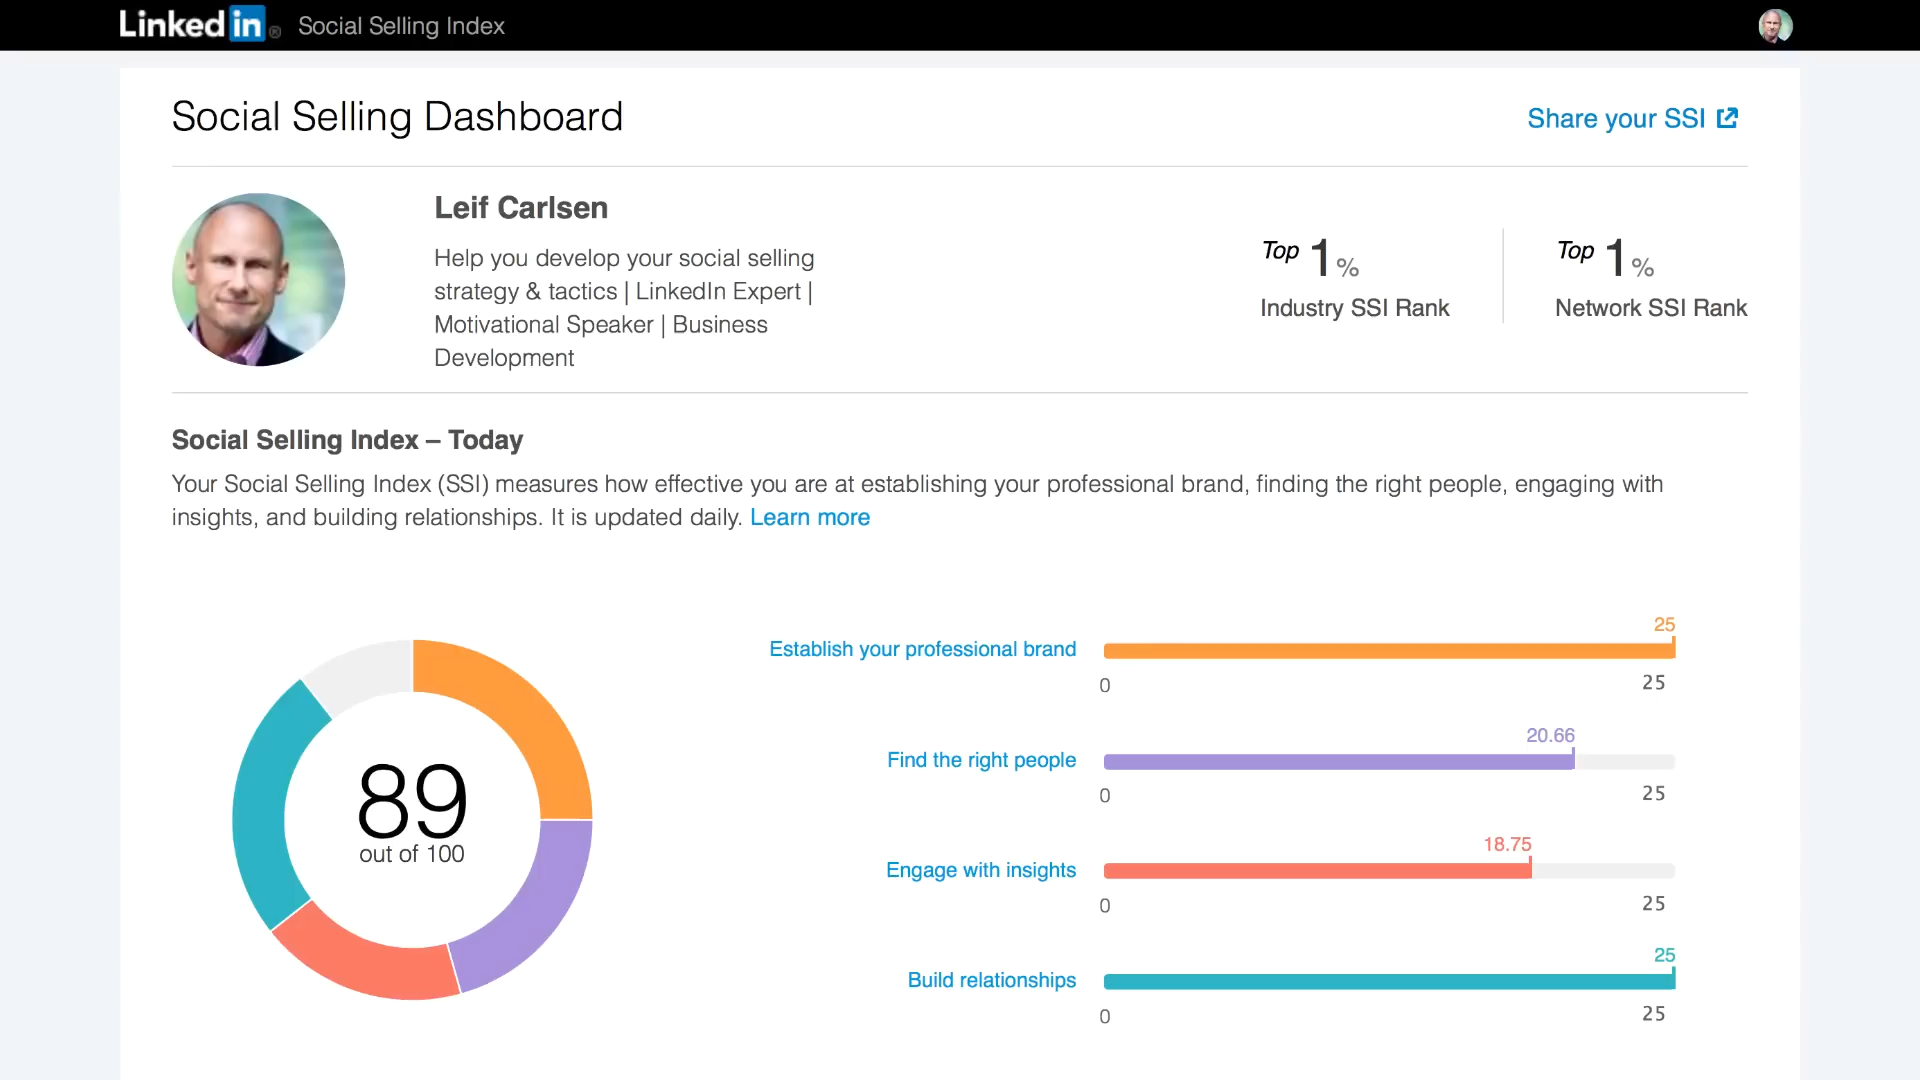 Linked in ® Social Selling Index
Social Selling Dashboard
Share your SSI
Leif Carlsen
Help you develop your social selling
strategy & tactics | LinkedIn Expert |
Motivational Speaker | Business
Development
Top 1%
Industry SSI Rank
Top 1%
Network SSI Rank
Social Selling Index – Today
Your Social Selling Index (SSI) measures how effective you are at establishing your professional brand, finding the right people, engaging with
insights, and building relationships. It is updated daily. Learn more
89
out of 100
Establish your professional brand
25
0
25
Find the right people
20.66
0
25
Engage with insights
18.75
0
25
Build relationships
25
0
25